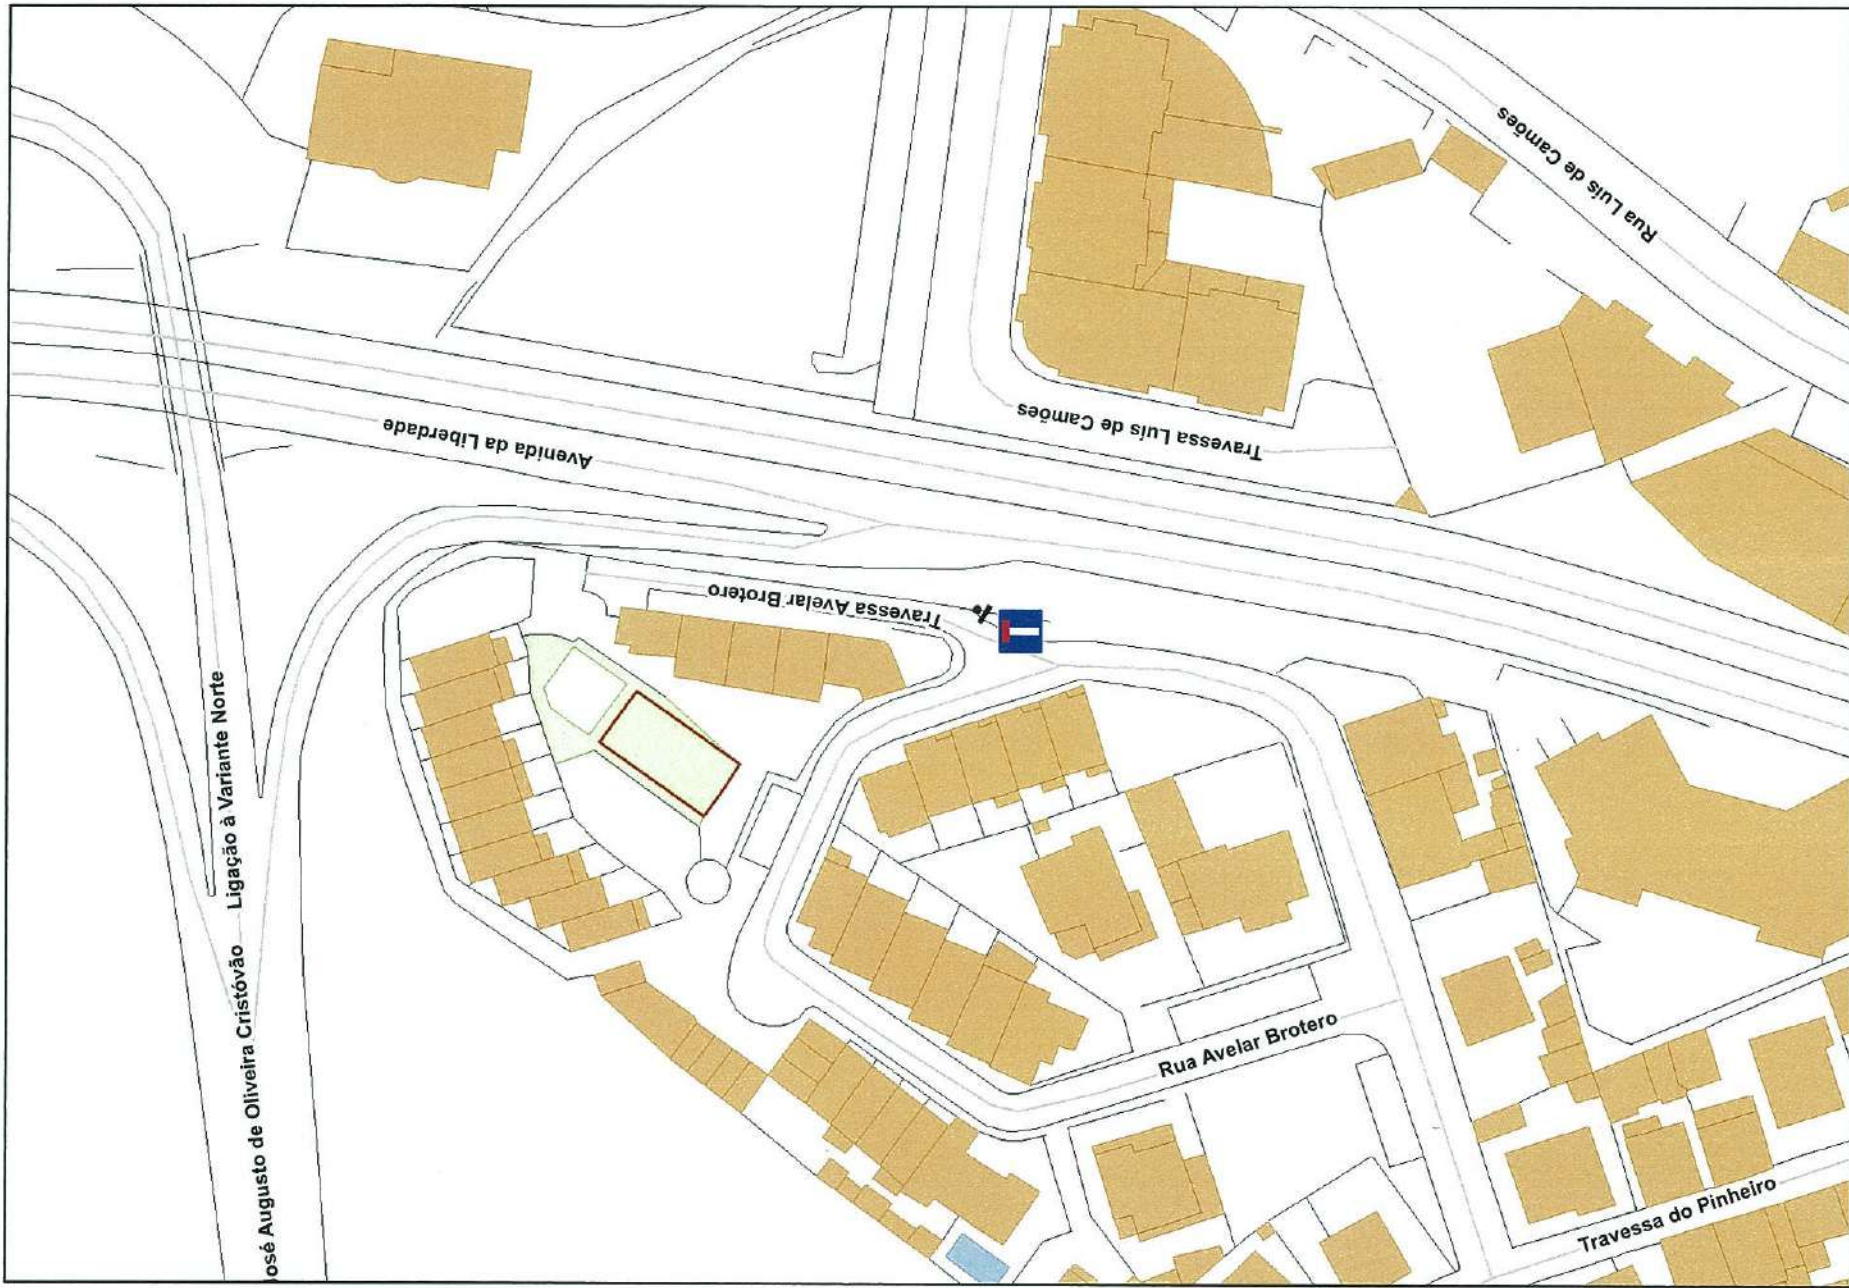 Rua Luís de Camões
Travessa Luís de Camões
Avenida da Liberdade
Travessa Avelar Brotero
Ligação à Variante Norte
José Augusto de Oliveira Cristóvão
Rua Avelar Brotero
Travessa do Pinheiro